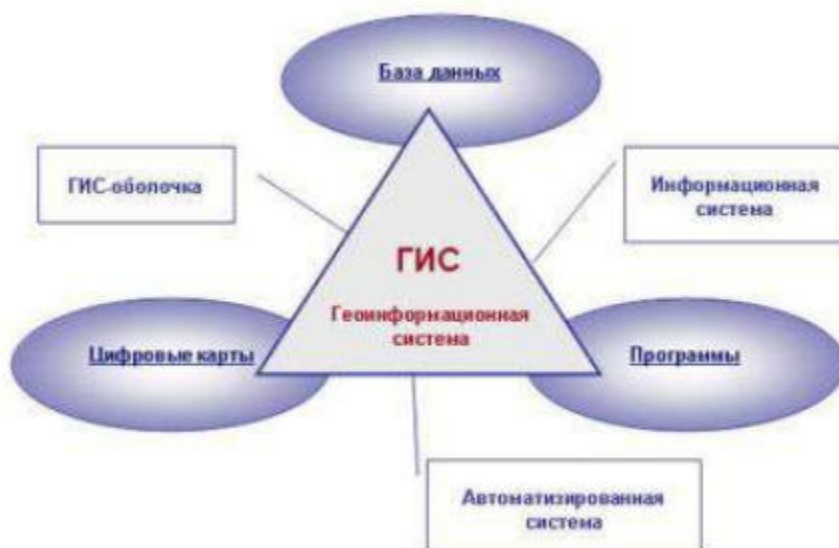 База данных
ГИС-оболочка
Информационная
система
ГИС
Геоинформационная
система
Цифровые карты
Программы
Автоматизированная
система